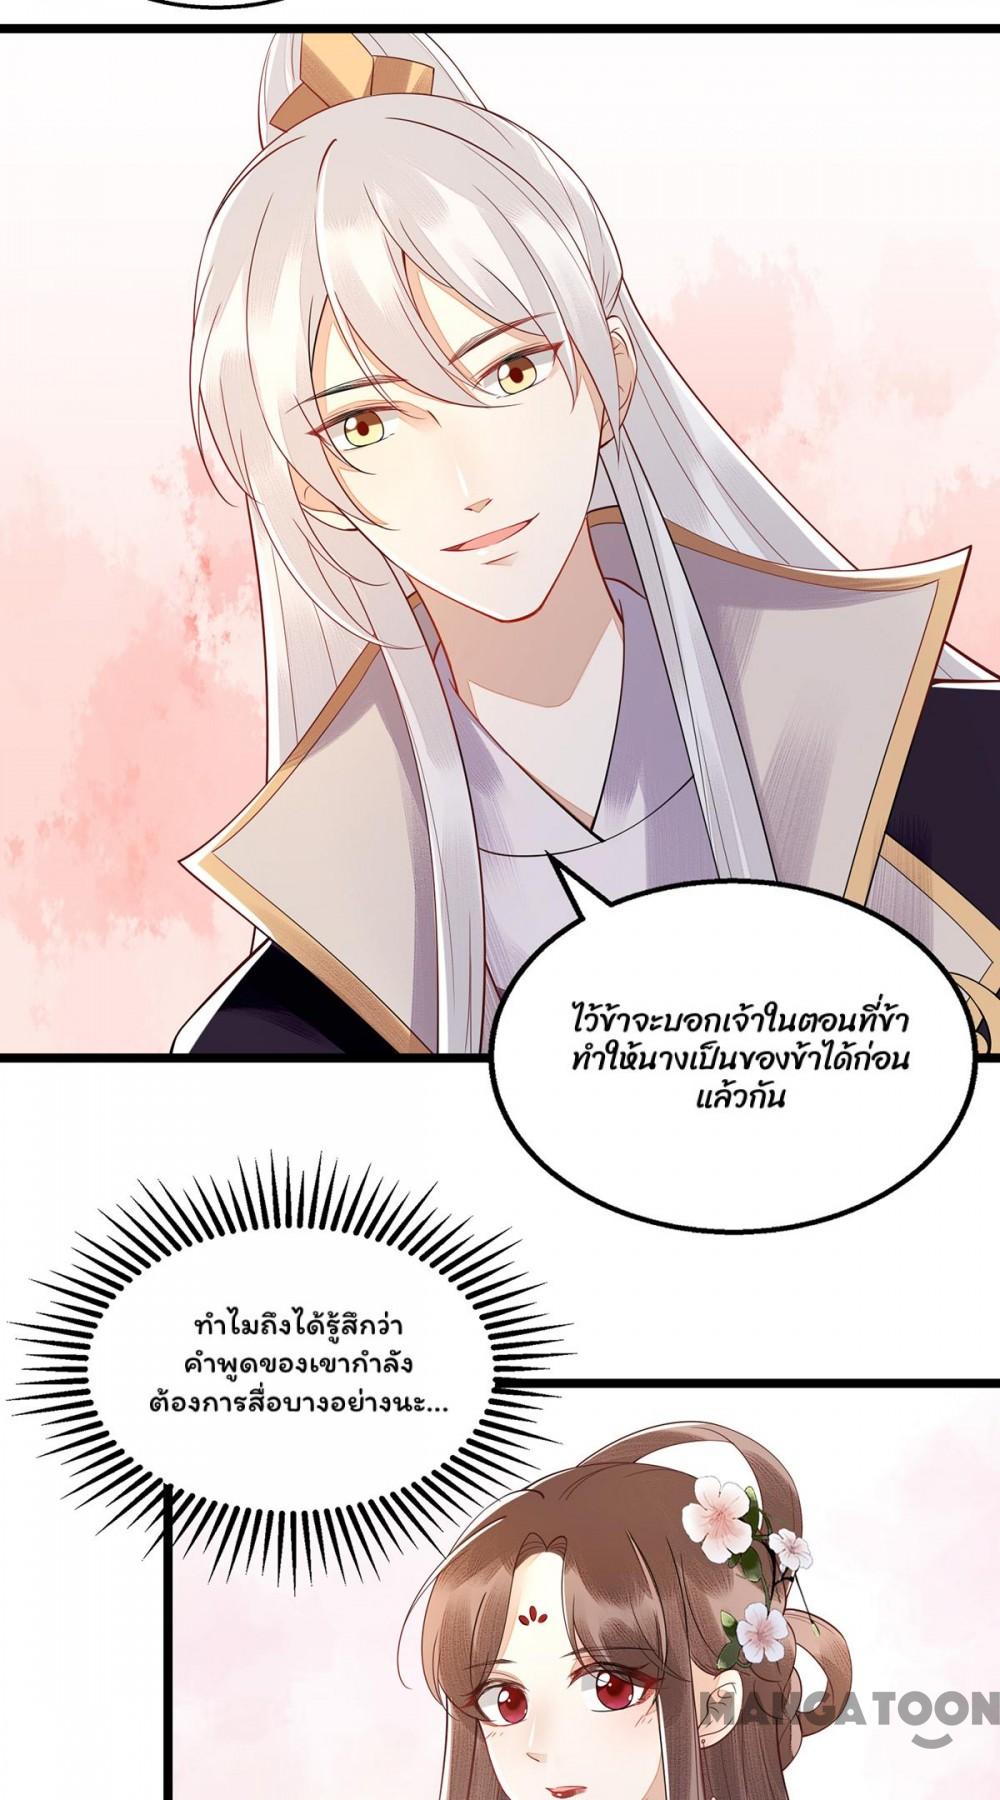 ไว้ข้าจะบอกเจ้าในตอนที่ข้า
ทำให้นางเป็นของข้าได้ก่อน
แล้วกัน
ทำไมถึงได้รู้สึกว่า
คำพูดของเขากำลัง
ต้องการสื่อบางอย่างนะ...
MANGATOON